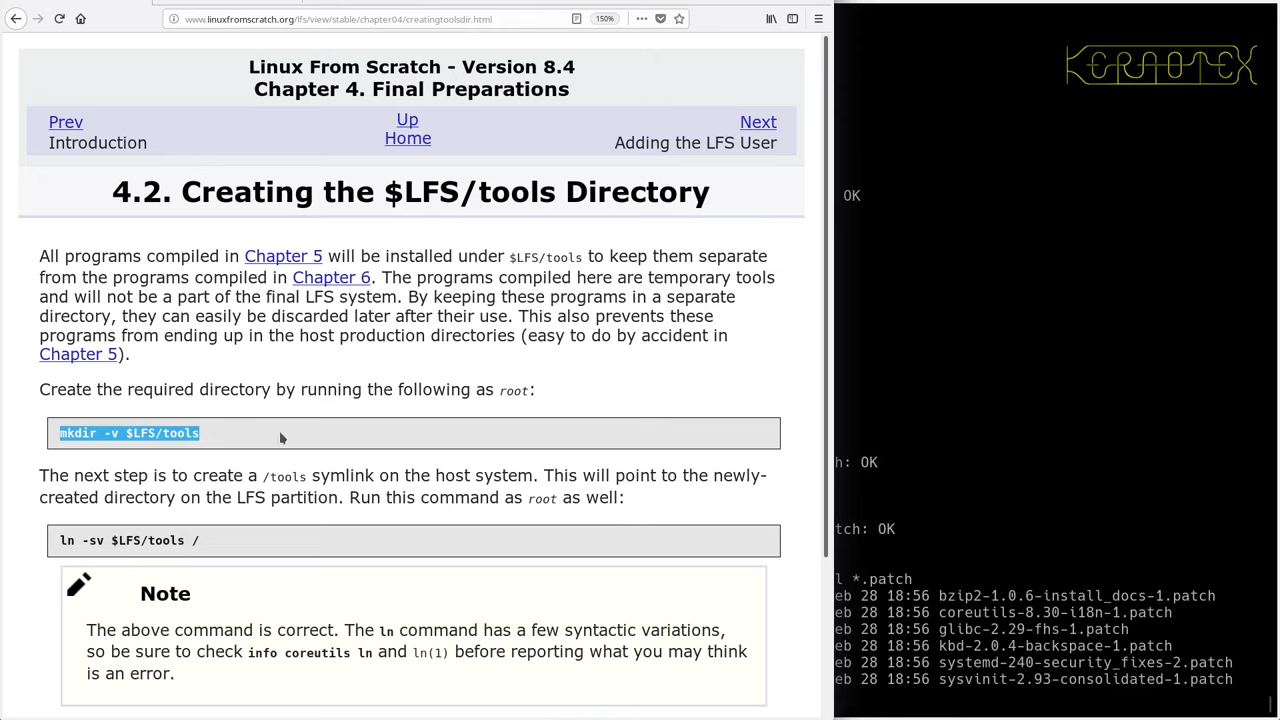 www.linuxfromscratch.org/lfs/view/stable/chapter04/creatingtoolsdir.html
150%
KERAOTEX
Linux From Scratch - Version 8.4
Chapter 4. Final Preparations
Prev
Up
Next
Introduction
Home
Adding the LFS User
4.2. Creating the $LFS/tools Directory
All programs compiled in Chapter 5 will be installed under $LFS/tools to keep them separate
from the programs compiled in Chapter 6. The programs compiled here are temporary tools
and will not be a part of the final LFS system. By keeping these programs in a separate
directory, they can easily be discarded later after their use. This also prevents these
programs from ending up in the host production directories (easy to do by accident in
Chapter 5).
Create the required directory by running the following as root:
mkdir -v $LFS/tools
The next step is to create a /tools symlink on the host system. This will point to the newly-
created directory on the LFS partition. Run this command as root as well:
ln -sv $LFS/tools /
Note
The above command is correct. The ln command has a few syntactic variations,
so be sure to check info coreutils ln and ln(1) before reporting what you may think
is an error.
OK
h: OK
tch: OK
l *.patch
eb 28 18:56 bzip2-1.0.6-install_docs-1.patch
eb 28 18:56 coreutils-8.30-i18n-1.patch
eb 28 18:56 glibc-2.29-fhs-1.patch
eb 28 18:56 kbd-2.0.4-backspace-1.patch
eb 28 18:56 systemd-240-security_fixes-2.patch
eb 28 18:56 sysvinit-2.93-consolidated-1.patch